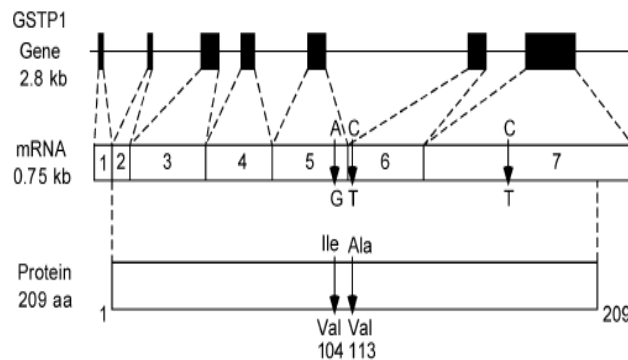 GSTP1
Gene
2.8 kb
A C C
mRNA
0.75 kb
1 2 3 4 5 6 7
G T T
Ile Ala
Protein
209 aa
1 209
Val Val
104 113